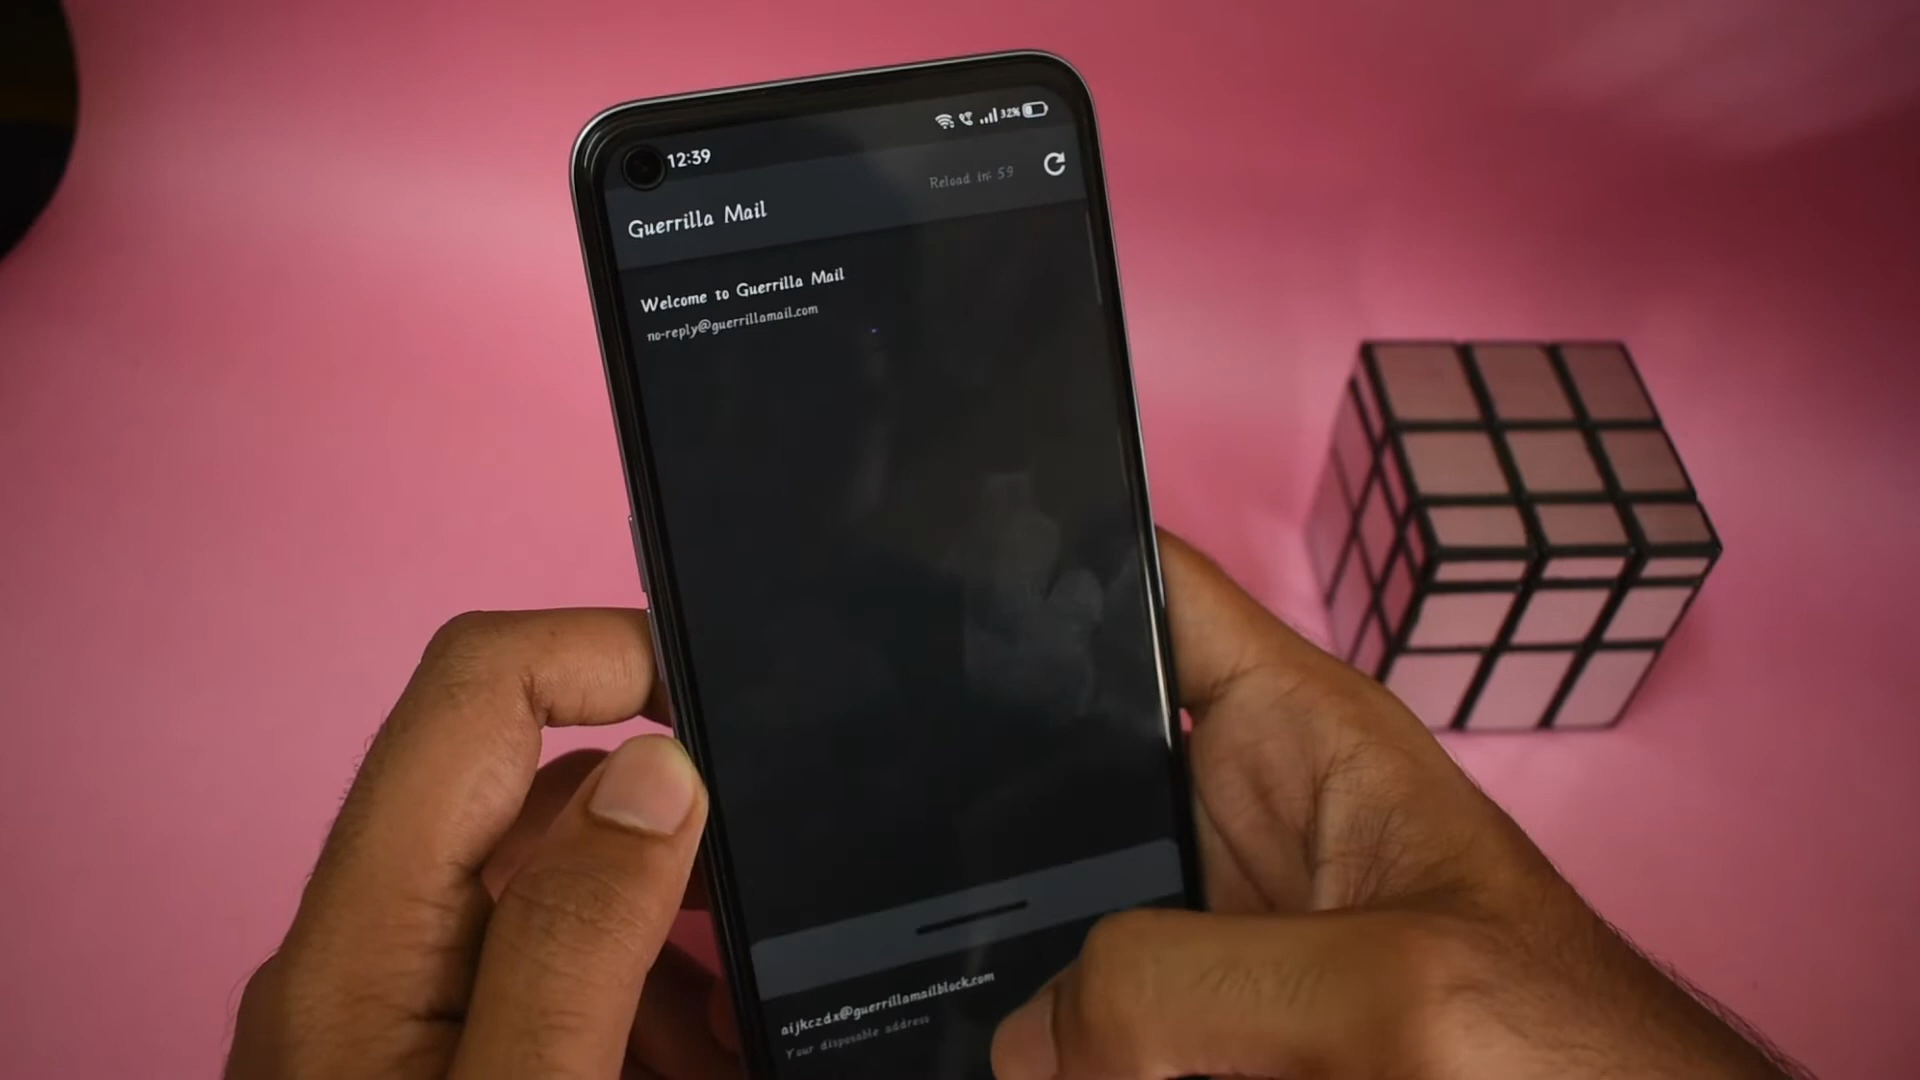 12:39
32%
Reload in: 59
Guerrilla Mail
Welcome to Guerrilla Mail
no-reply@guerrillamail.com
aijkczdx@guerrillamailblock.com
Your disposable address